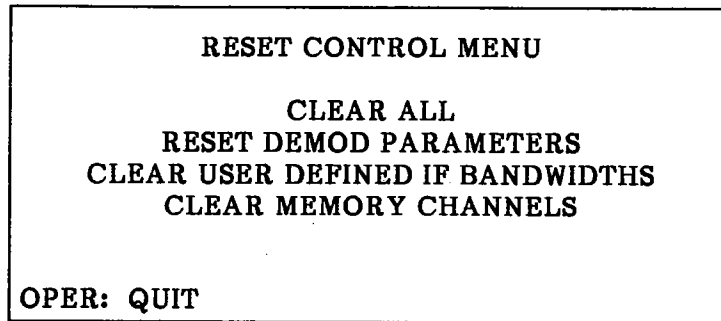 RESET CONTROL MENU
CLEAR ALL
RESET DEMOD PARAMETERS
CLEAR USER DEFINED IF BANDWIDTHS
CLEAR MEMORY CHANNELS
OPER: QUIT